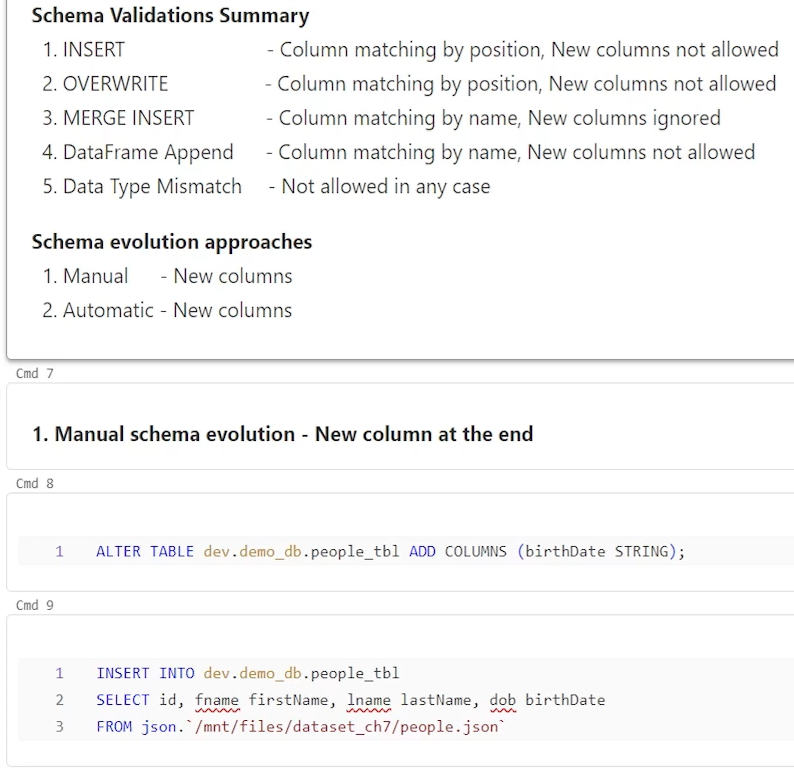 Schema Validations Summary
1. INSERT - Column matching by position, New columns not allowed
2. OVERWRITE - Column matching by position, New columns not allowed
3. MERGE INSERT - Column matching by name, New columns ignored
4. DataFrame Append - Column matching by name, New columns not allowed
5. Data Type Mismatch - Not allowed in any case
Schema evolution approaches
1. Manual - New columns
2. Automatic - New columns
Cmd 7
1. Manual schema evolution - New column at the end
Cmd 8
1 ALTER TABLE dev.demo_db.people_tbl ADD COLUMNS (birthDate STRING);
Cmd 9
1 INSERT INTO dev.demo_db.people_tbl
2 SELECT id, fname firstName, lname lastName, dob birthDate
3 FROM json.`/mnt/files/dataset_ch7/people.json`